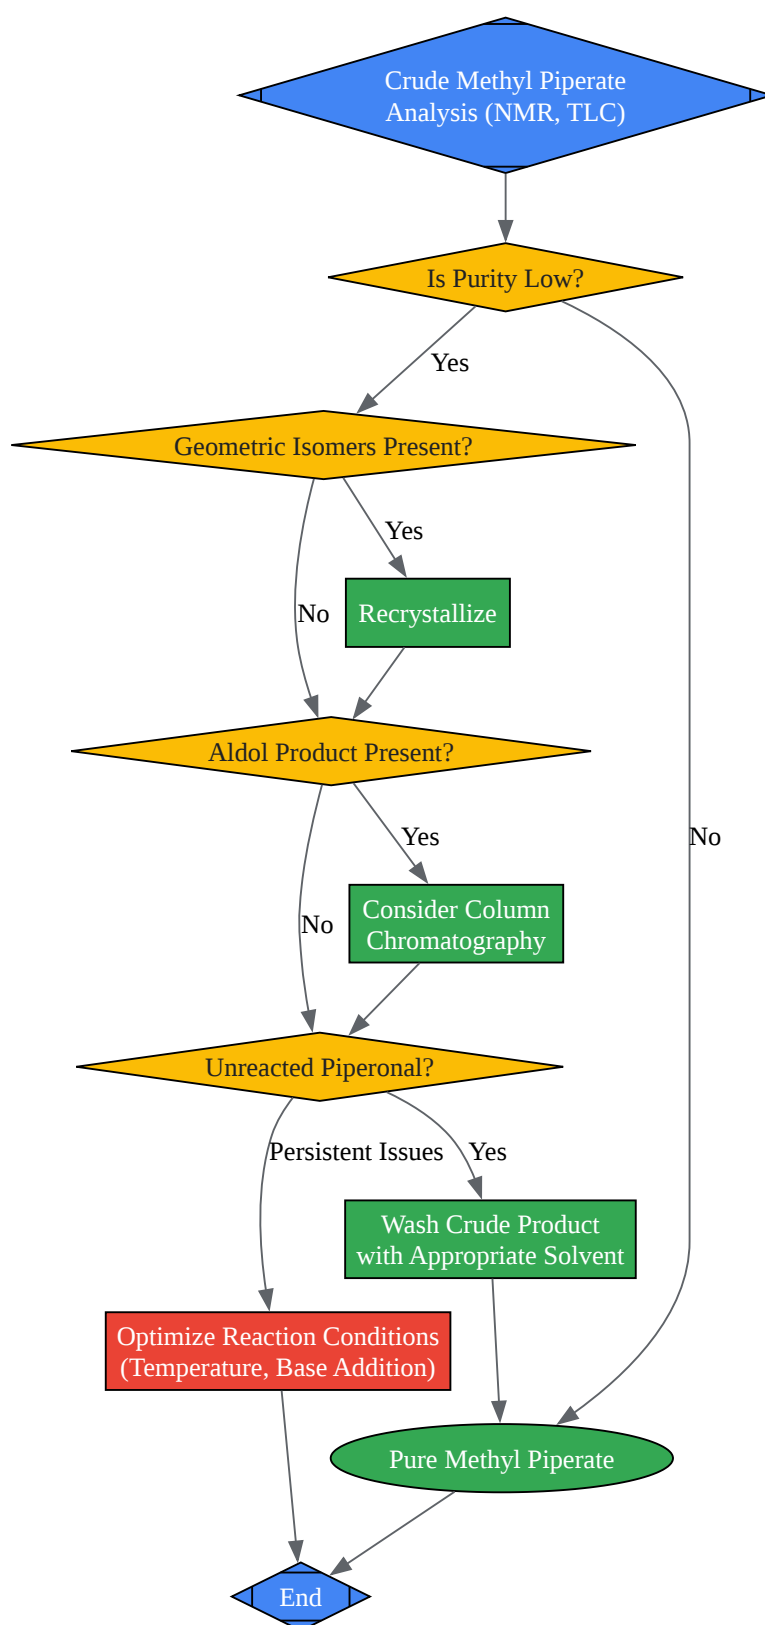 Crude Methyl Piperate
Analysis (NMR, TLC)
Is Purity Low?
Yes
Geometric Isomers Present?
Yes
No
Recrystallize
Aldol Product Present?
Yes
No
Consider Column
Chromatography
No
Unreacted Piperonal?
Persistent Issues
Yes
Wash Crude Product
with Appropriate Solvent
Optimize Reaction Conditions
(Temperature, Base Addition)
Pure Methyl Piperate
End